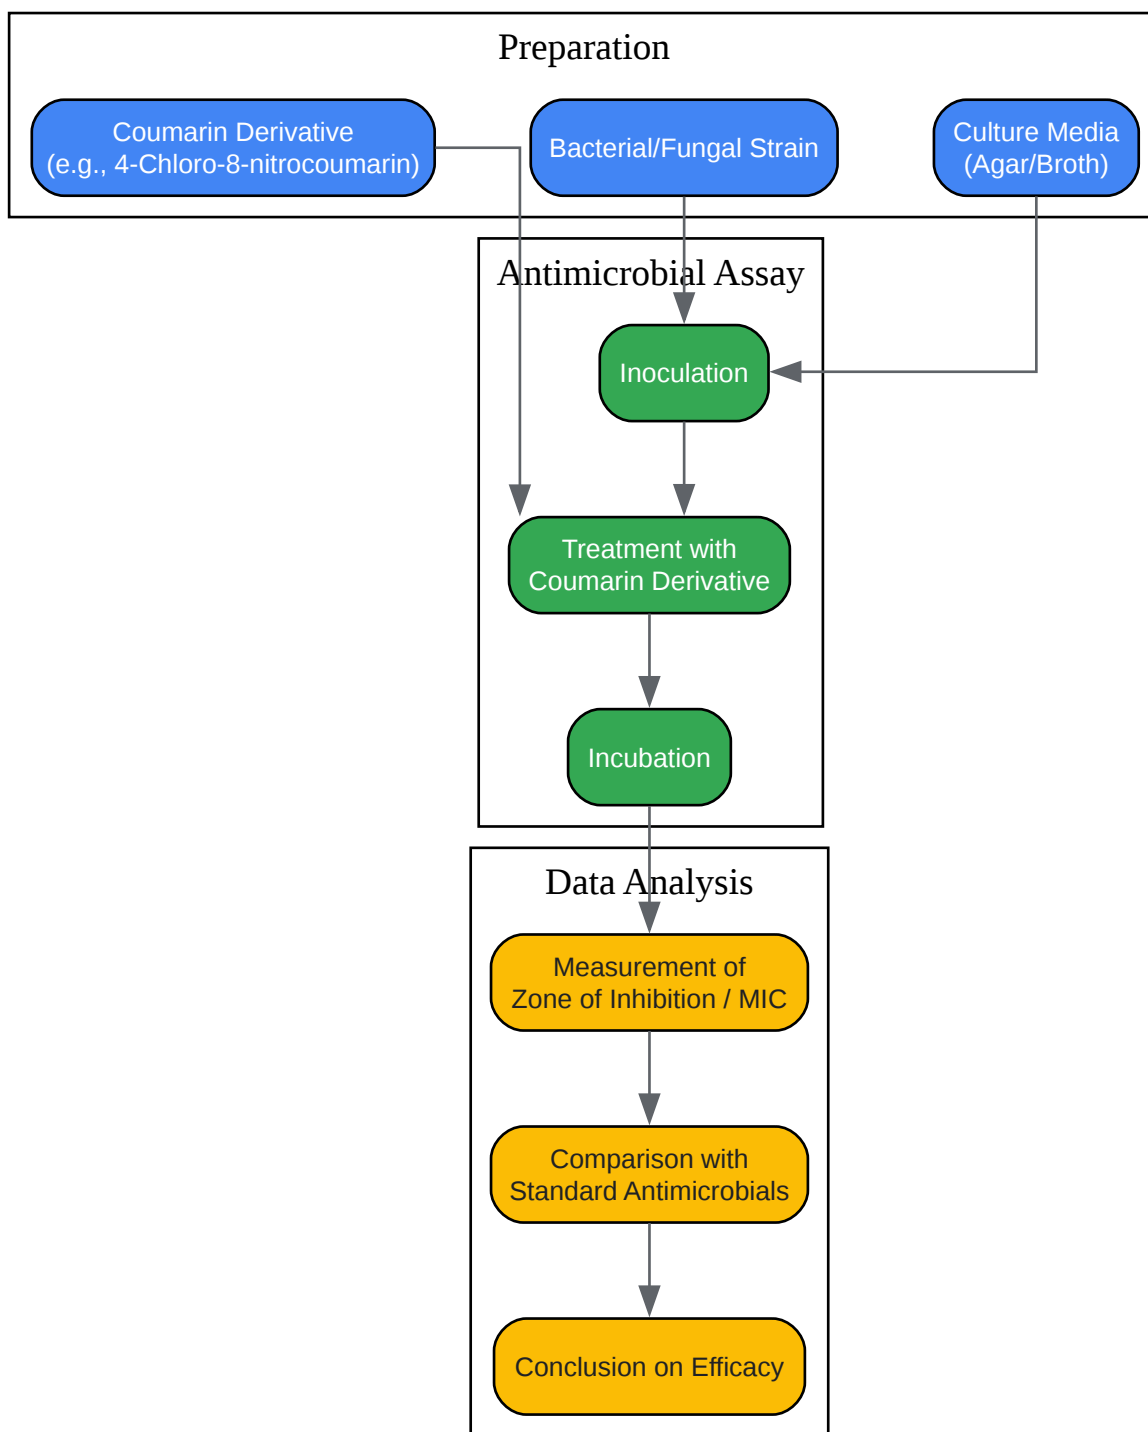 Preparation
Coumarin Derivative
(e.g., 4-Chloro-8-nitrocoumarin)
Bacterial/Fungal Strain
Culture Media
(Agar/Broth)
Antimicrobial Assay
Inoculation
Treatment with
Coumarin Derivative
Incubation
Data Analysis
Measurement of
Zone of Inhibition / MIC
Comparison with
Standard Antimicrobials
Conclusion on Efficacy